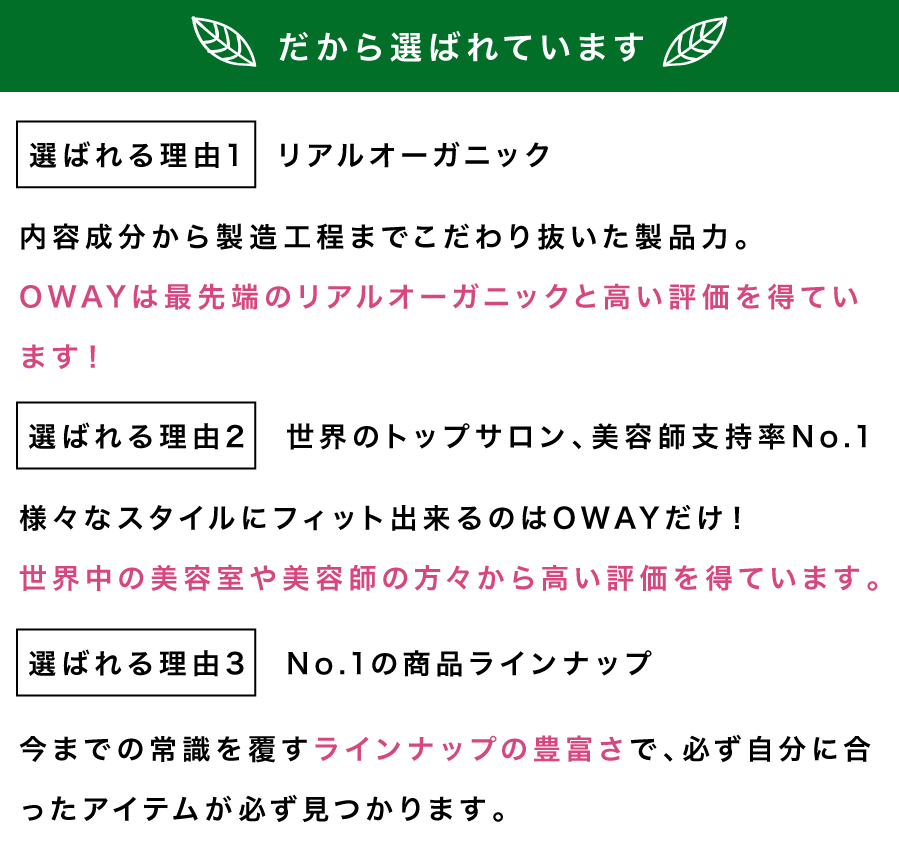 だから選ばれています
選ばれる理由1 リアルオーガニック
内容成分から製造工程までこだわり抜いた製品力。
OWAYは最先端のリアルオーガニックと高い評価を得てい
ます！
選ばれる理由2 世界のトップサロン、美容師支持率No.1
様々なスタイルにフィット出来るのはOWAYだけ！
世界中の美容室や美容師の方々から高い評価を得ています。
選ばれる理由3 No.1の商品ラインナップ
今までの常識を覆すラインナップの豊富さで、必ず自分に合
ったアイテムが必ず見つかります。